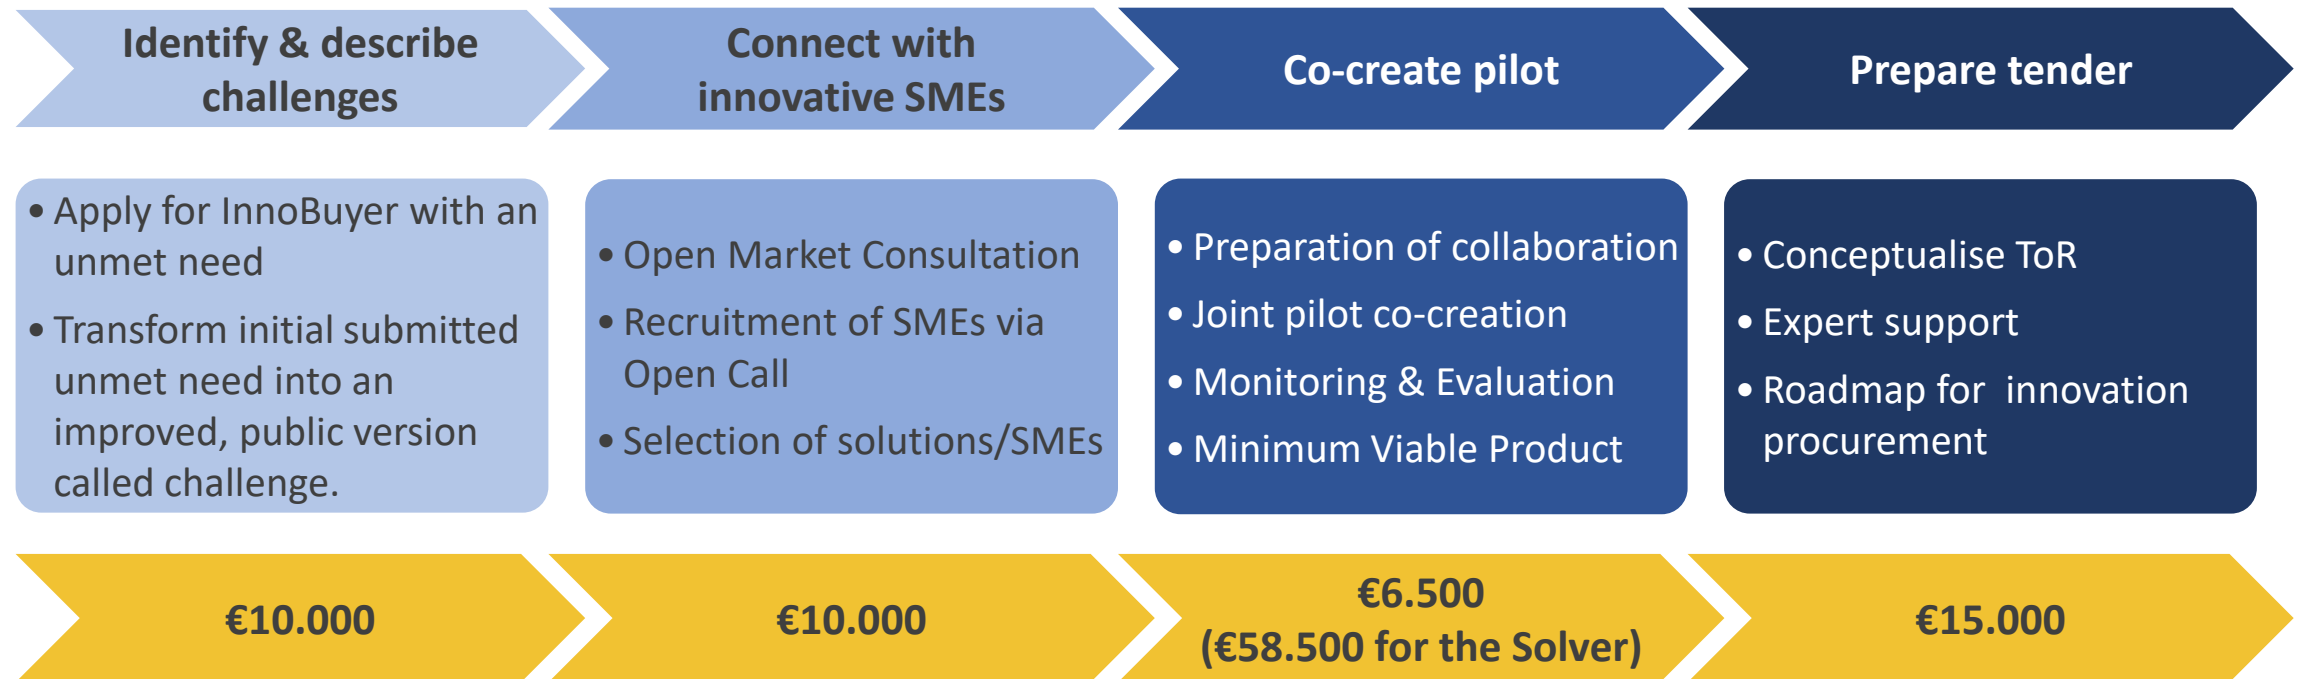 Identify & describe
challenges
Connect with
innovative SMEs
Co-create pilot
Prepare tender
• Apply for InnoBuyer with an
unmet need
• Transform initial submitted
unmet need into an
improved, public version
called challenge.
• Open Market Consultation
• Recruitment of SMEs via
Open Call
• Selection of solutions/SMEs
• Preparation of collaboration
• Joint pilot co-creation
• Monitoring & Evaluation
• Minimum Viable Product
• Conceptualise ToR
• Expert support
• Roadmap for innovation
procurement
€10.000
€10.000
€6.500
(€58.500 for the Solver)
€15.000